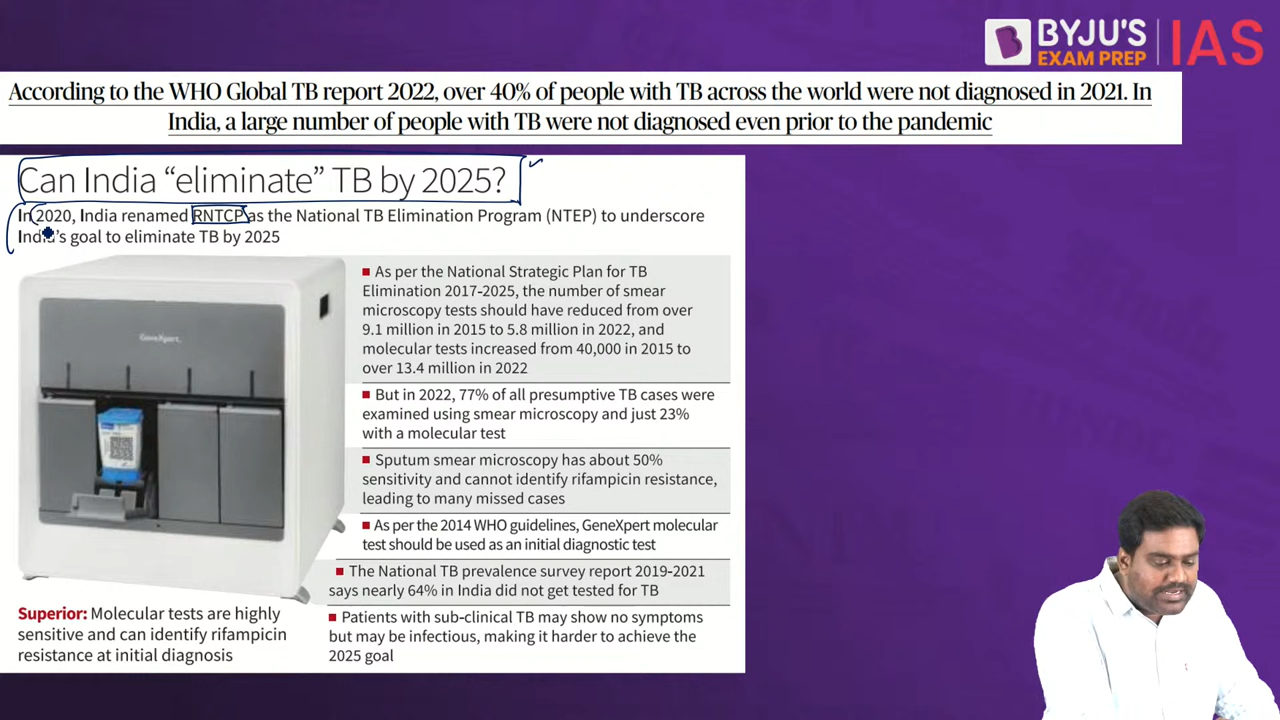 BYJU'S
EXAM PREP
IAS
According to the WHO Global TB report 2022, over 40% of people with TB across the world were not diagnosed in 2021. In
India, a large number of people with TB were not diagnosed even prior to the pandemic
Can India “eliminate” TB by 2025?
In 2020, India renamed RNTCP as the National TB Elimination Program (NTEP) to underscore
India's goal to eliminate TB by 2025
GeneXpert
As per the National Strategic Plan for TB
Elimination 2017-2025, the number of smear
microscopy tests should have reduced from over
9.1 million in 2015 to 5.8 million in 2022, and
molecular tests increased from 40,000 in 2015 to
over 13.4 million in 2022
But in 2022, 77% of all presumptive TB cases were
examined using smear microscopy and just 23%
with a molecular test
Sputum smear microscopy has about 50%
sensitivity and cannot identify rifampicin resistance,
leading to many missed cases
As per the 2014 WHO guidelines, GeneXpert molecular
test should be used as an initial diagnostic test
The National TB prevalence survey report 2019-2021
says nearly 64% in India did not get tested for TB
Patients with sub-clinical TB may show no symptoms
but may be infectious, making it harder to achieve the
2025 goal
Superior: Molecular tests are highly
sensitive and can identify rifampicin
resistance at initial diagnosis